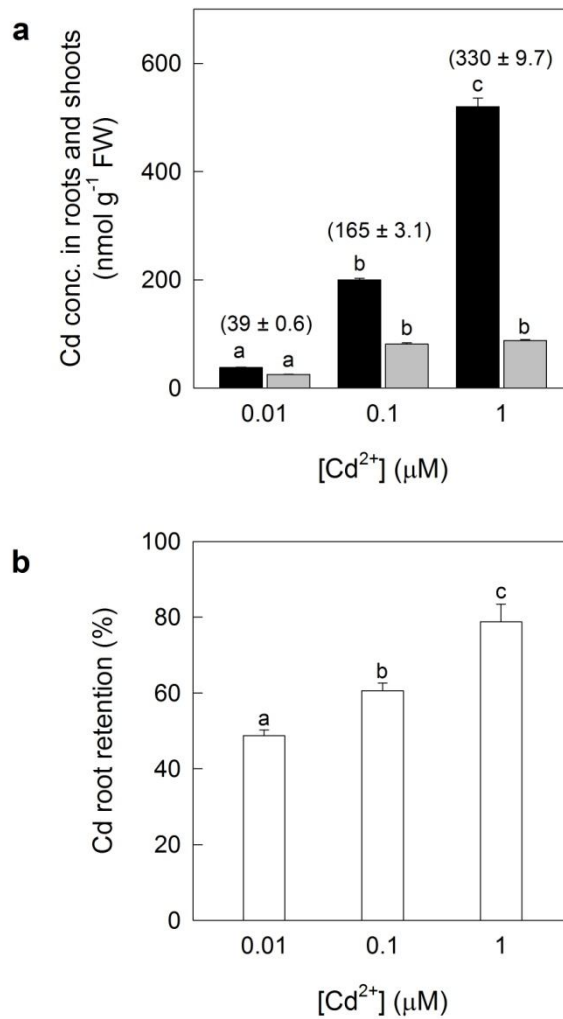 a
Cd conc. in roots and shoots
(nmol g⁻¹ FW)
600
400
200
0
(39 ± 0.6)
a
a
(165 ± 3.1)
b
b
(330 ± 9.7)
c
b
0.01
0.1
1
[Cd²⁺] (μM)
b
Cd root retention (%)
100
80
60
40
20
0
a
b
c
0.01
0.1
1
[Cd²⁺] (μM)